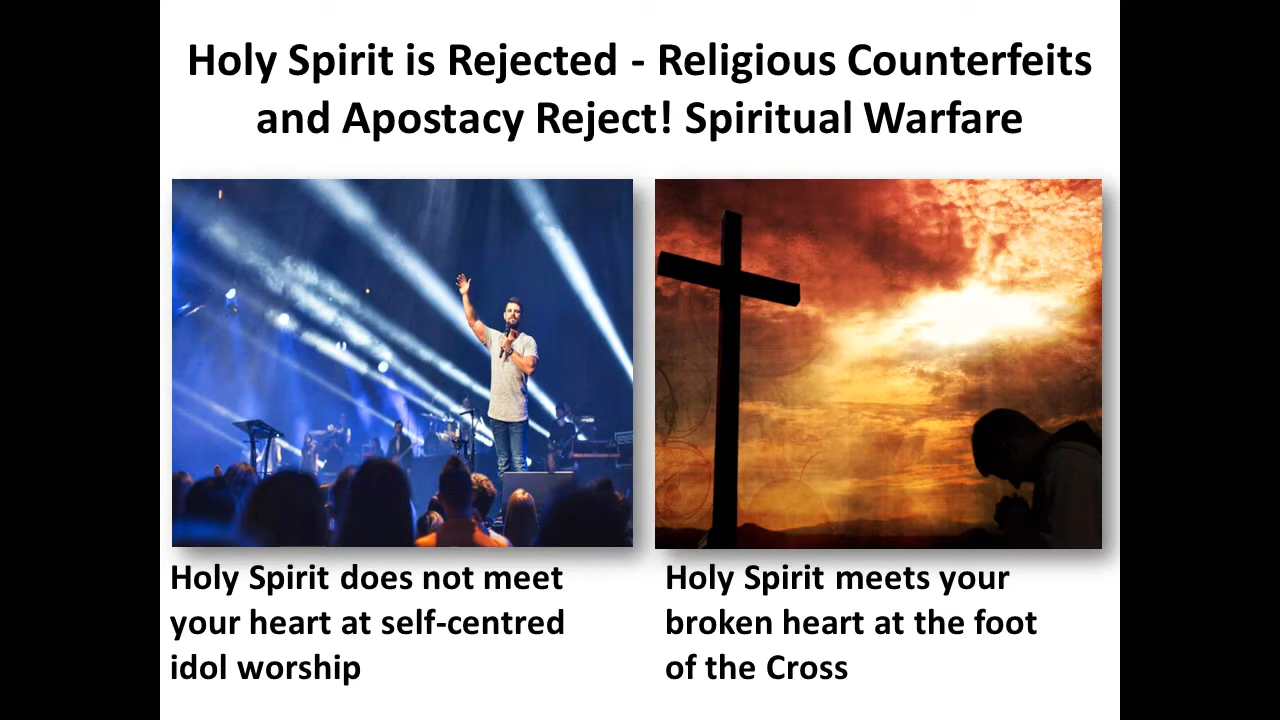 Holy Spirit is Rejected - Religious Counterfeits
and Apostacy Reject! Spiritual Warfare
Holy Spirit does not meet
your heart at self-centred
idol worship
Holy Spirit meets your
broken heart at the foot
of the Cross